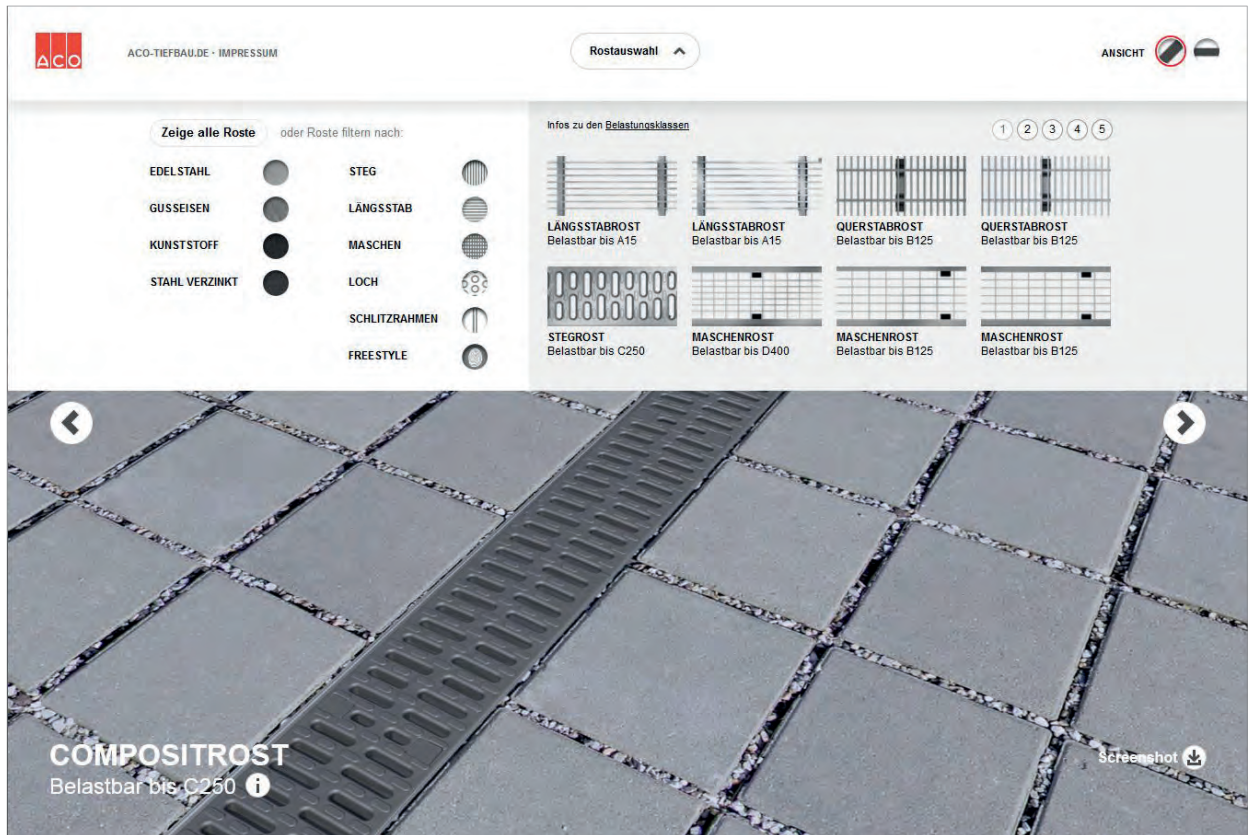 ACO
ACO-TIEFBAU.DE · IMPRESSUM
Rostauswahl
ANSICHT
Zeige alle Roste oder Roste filtern nach:
EDELSTAHL
GUSSEISEN
KUNSTSTOFF
STAHL VERZINKT
STEG
LÄNGSSTAB
MASCHEN
LOCH
SCHLITZRAHMEN
FREESTYLE
Infos zu den Belastungsklassen
1 2 3 4 5
LÄNGSSTABROST
Belastbar bis A15
LÄNGSSTABROST
Belastbar bis A15
QUERSTABROST
Belastbar bis B125
QUERSTABROST
Belastbar bis B125
STEGROST
Belastbar bis C250
MASCHENROST
Belastbar bis D400
MASCHENROST
Belastbar bis B125
MASCHENROST
Belastbar bis B125
COMPOSITROST
Belastbar bis C250 i
Screenshot